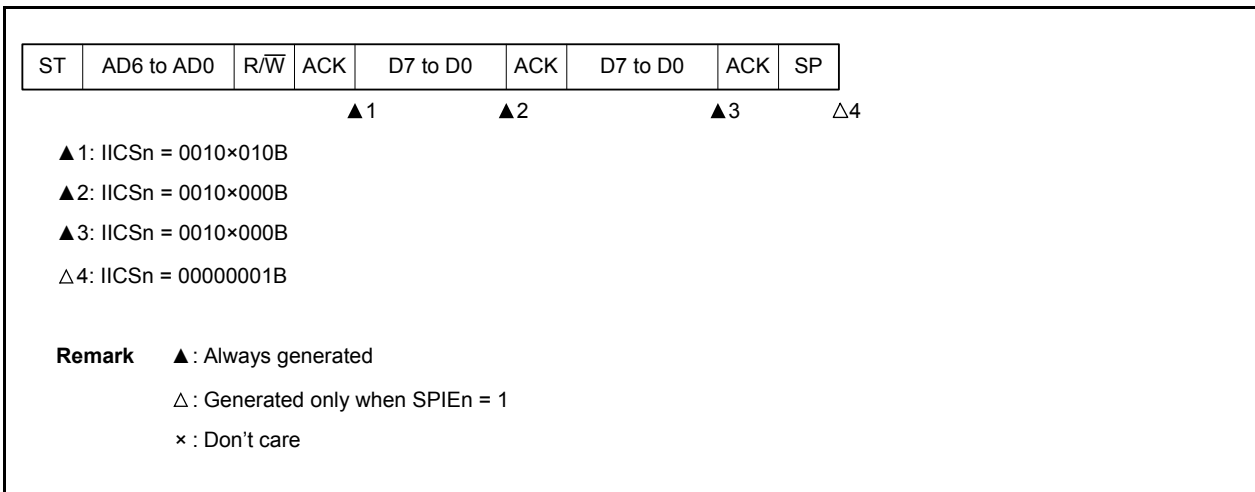 ST AD6 to AD0 R/W̅ ACK D7 to D0 ACK D7 to D0 ACK SP
▲1 ▲2 ▲3 △4
▲1: IICSn = 0010×010B
▲2: IICSn = 0010×000B
▲3: IICSn = 0010×000B
△4: IICSn = 00000001B
Remark ▲: Always generated
△: Generated only when SPIEn = 1
×: Don't care